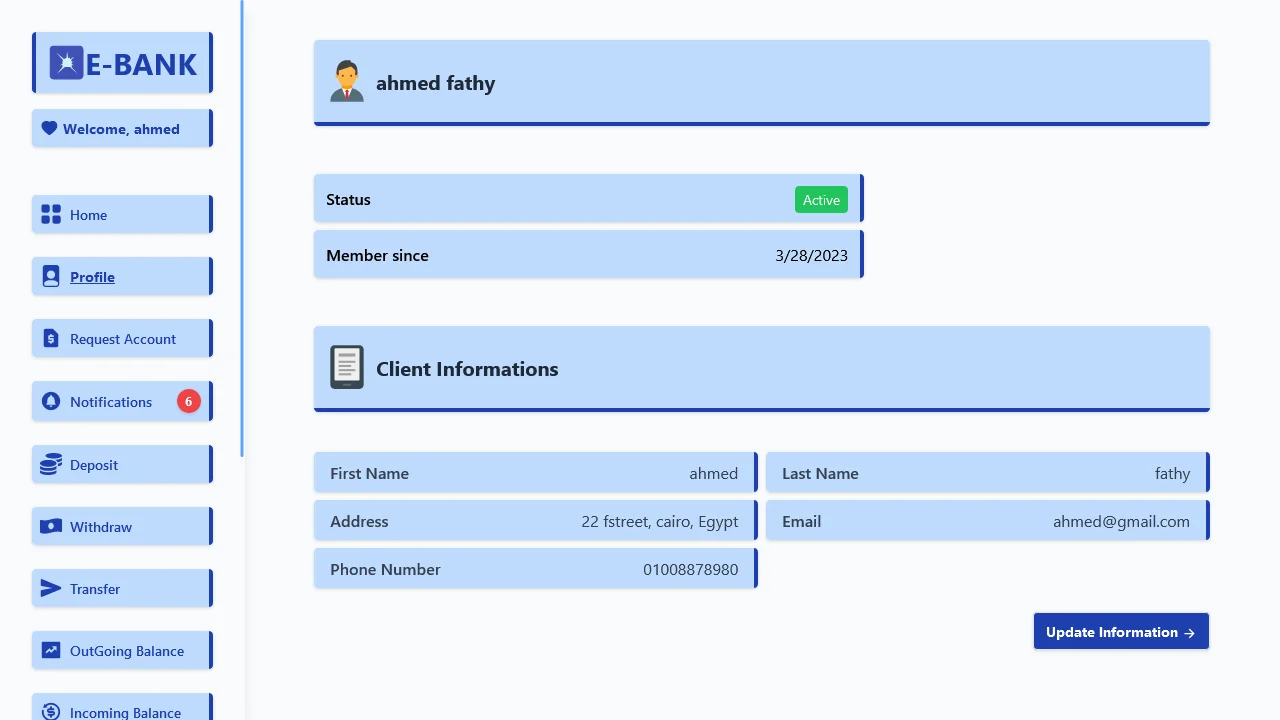 E-BANK
Welcome, ahmed
Home
Profile
Request Account
Notifications 6
Deposit
Withdraw
Transfer
OutGoing Balance
Incoming Balance
ahmed fathy
Status Active
Member since 3/28/2023
Client Informations
First Name ahmed
Last Name fathy
Address 22 fstreet, cairo, Egypt
Email ahmed@gmail.com
Phone Number 01008878980
Update Information →